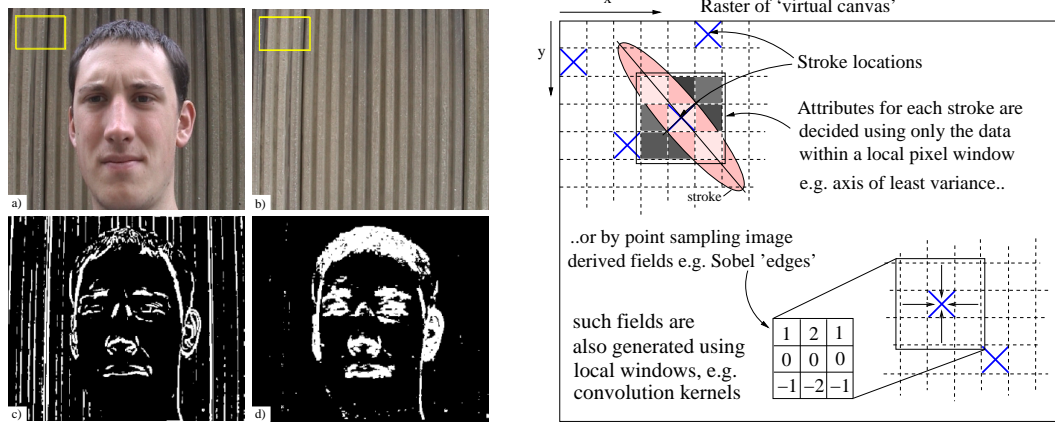 a)
b)
c)
d)
x
Raster of 'virtual canvas'
y
Stroke locations
Attributes for each stroke are
decided using only the data
within a local pixel window
e.g. axis of least variance..
stroke
..or by point sampling image
derived fields e.g. Sobel 'edges'
such fields are
also generated using
local windows, e.g.
convolution kernels
1 2 1
0 0 0
−1 −2 −1